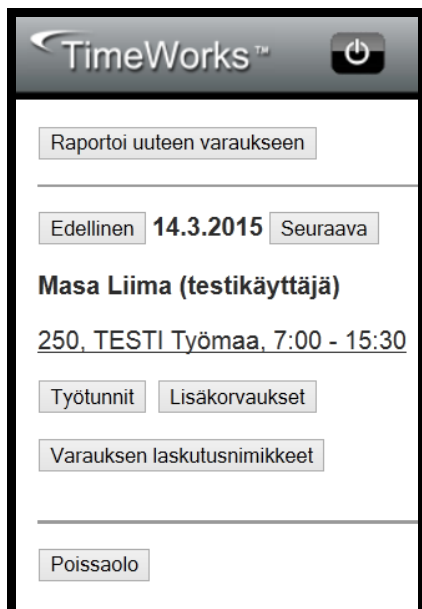 TimeWorks™
Raportoi uuteen varaukseen
Edellinen 14.3.2015 Seuraava
Masa Liima (testikäyttäjä)
250, TESTI Työmaa, 7:00 - 15:30
Työtunnit Lisäkorvaukset
Varauksen laskutusnimikkeet
Poissaolo